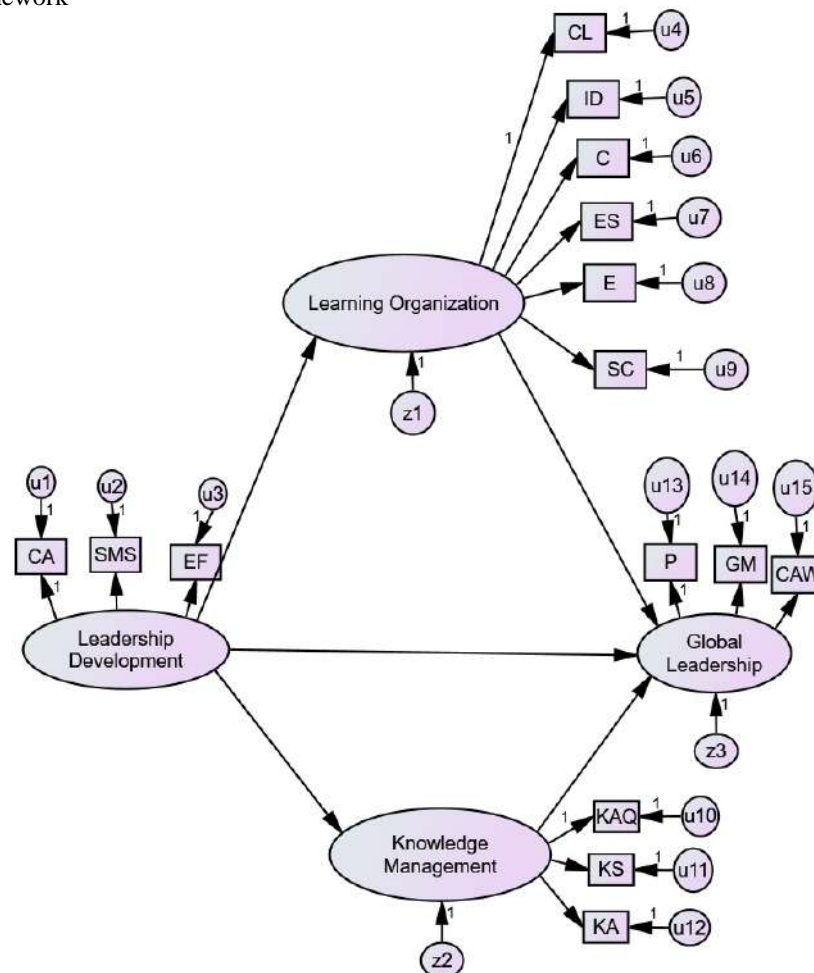 CL
1
u4
ID
1
u5
1
C
1
u6
ES
1
u7
Learning Organization
E
1
u8
SC
1
u9
1
z1
u1
u2
u3
u13
u14
u15
1
1
1
1
1
1
CA
SMS
EF
P
GM
CAW
1
1
Leadership
Development
Global
Leadership
1
z3
1
KAQ
1
u10
Knowledge
Management
KS
1
u11
KA
1
u12
1
z2